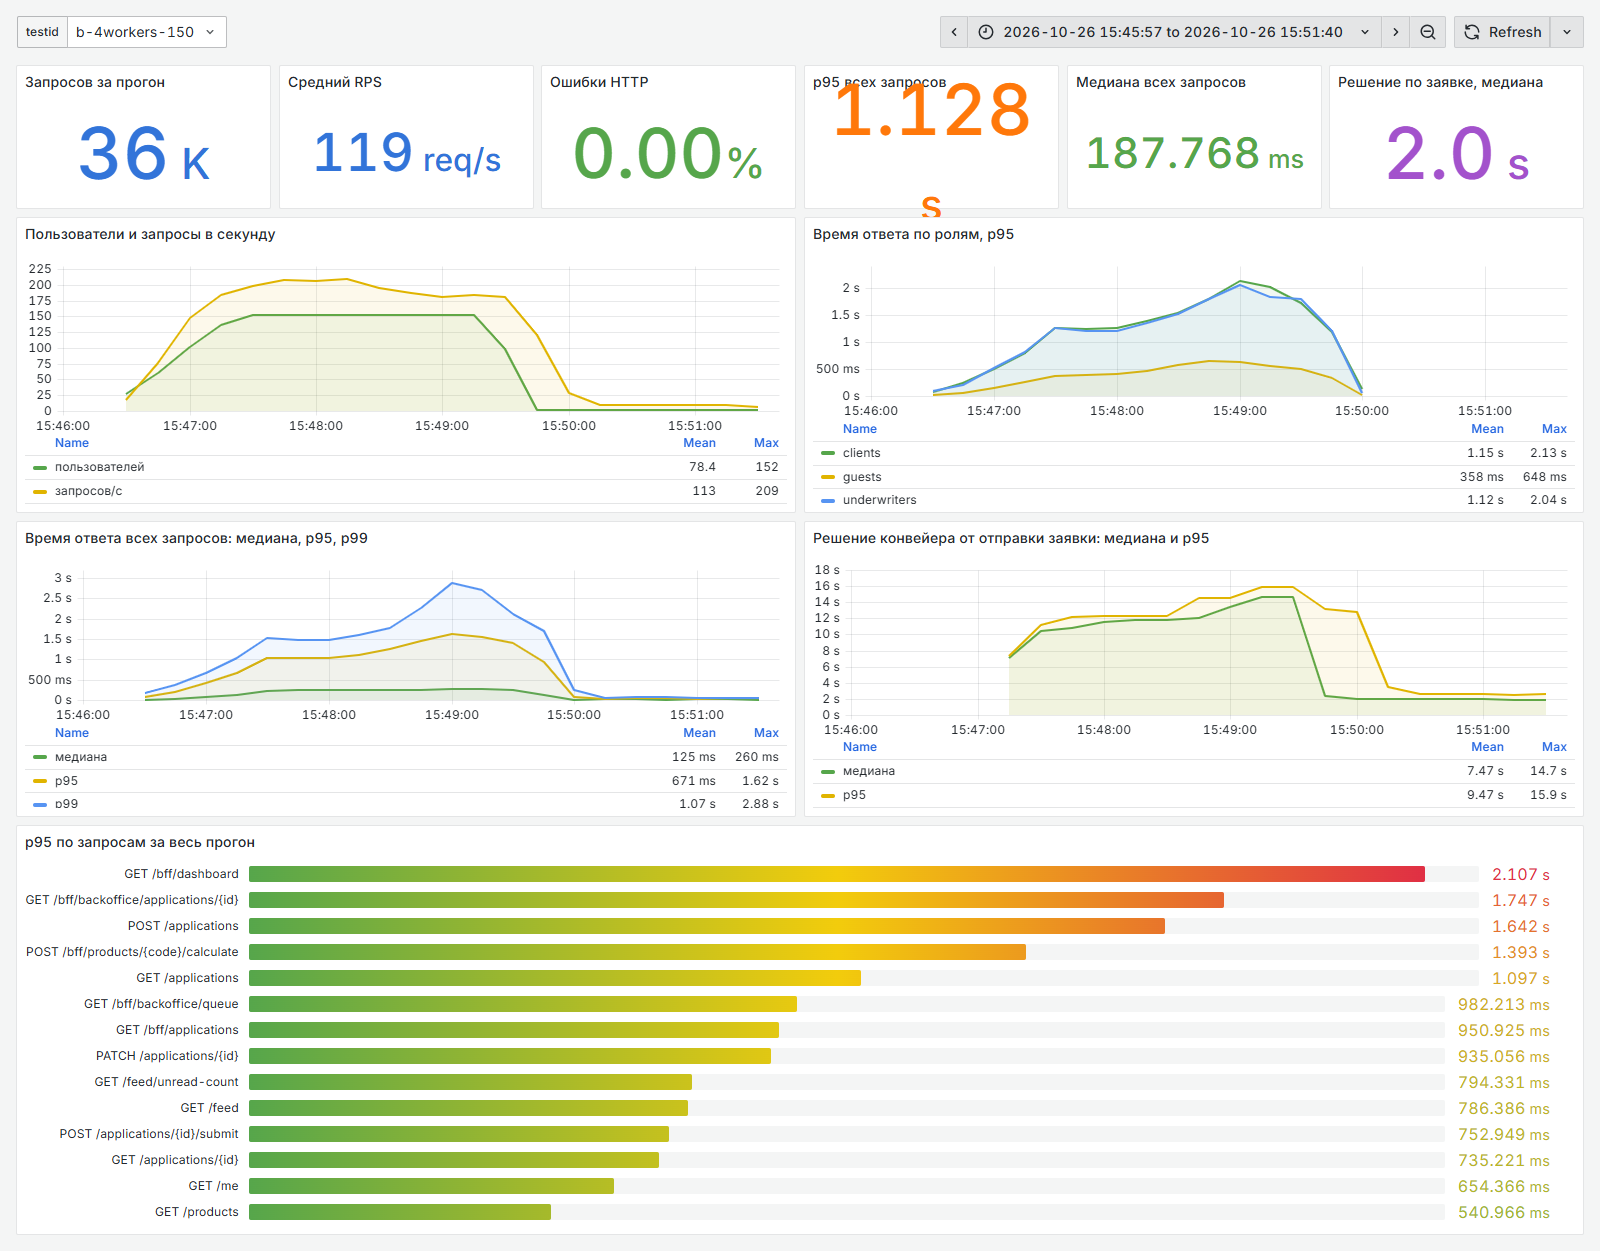 testid b-4workers-150
2026-10-26 15:45:57 to 2026-10-26 15:51:40 Refresh
Запросов за прогон
36 K
Средний RPS
119 req/s
Ошибки HTTP
0.00%
p95 всех запросов
1.128
s
Медиана всех запросов
187.768 ms
Решение по заявке, медиана
2.0 s
Пользователи и запросы в секунду
225
200
175
150
125
100
75
50
25
0
15:46:00 15:47:00 15:48:00 15:49:00 15:50:00 15:51:00
Name Mean Max
пользователей 78.4 152
запросов/с 113 209
Время ответа по ролям, p95
2 s
1.5 s
1 s
500 ms
0 s
15:46:00 15:47:00 15:48:00 15:49:00 15:50:00 15:51:00
Name Mean Max
clients 1.15 s 2.13 s
guests 358 ms 648 ms
underwriters 1.12 s 2.04 s
Время ответа всех запросов: медиана, p95, p99
3 s
2.5 s
2 s
1.5 s
1 s
500 ms
0 s
15:46:00 15:47:00 15:48:00 15:49:00 15:50:00 15:51:00
Name Mean Max
медиана 125 ms 260 ms
p95 671 ms 1.62 s
p99 1.07 s 2.88 s
Решение конвейера от отправки заявки: медиана и p95
18 s
16 s
14 s
12 s
10 s
8 s
6 s
4 s
2 s
0 s
15:46:00 15:47:00 15:48:00 15:49:00 15:50:00 15:51:00
Name Mean Max
медиана 7.47 s 14.7 s
p95 9.47 s 15.9 s
p95 по запросам за весь прогон
GET /bff/dashboard 2.107 s
GET /bff/backoffice/applications/{id} 1.747 s
POST /applications 1.642 s
POST /bff/products/{code}/calculate 1.393 s
GET /applications 1.097 s
GET /bff/backoffice/queue 982.213 ms
GET /bff/applications 950.925 ms
PATCH /applications/{id} 935.056 ms
GET /feed/unread-count 794.331 ms
GET /feed 786.386 ms
POST /applications/{id}/submit 752.949 ms
GET /applications/{id} 735.221 ms
GET /me 654.366 ms
GET /products 540.966 ms